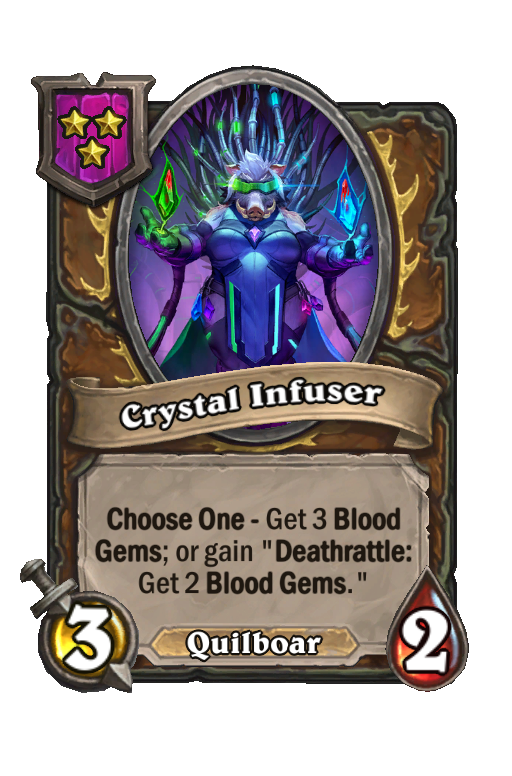 Crystal Infuser
Choose One - Get 3 Blood
Gems; or gain "Deathrattle:
Get 2 Blood Gems."
3
Quilboar
2